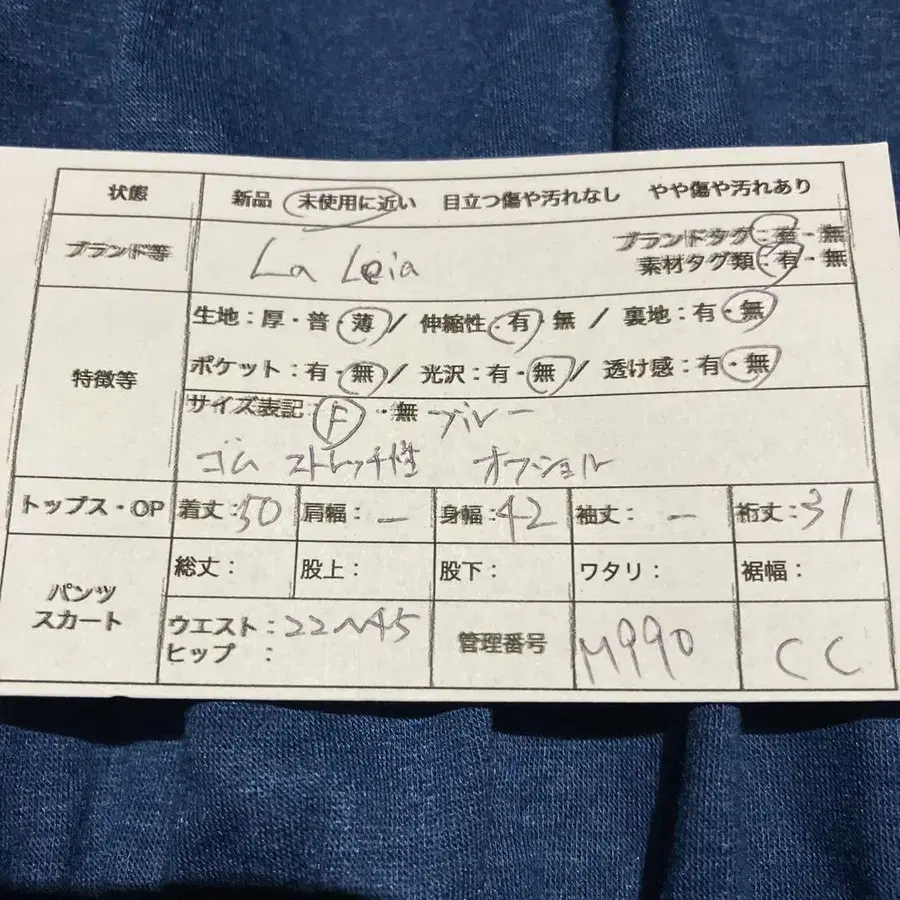 状態 新品 未使用に近い 目立つ傷や汚れなし やや傷や汚れあり
ブランド等 La Leia ブランドタグ:有・無
素材タグ類:有・無
特徴等 生地:厚・普・薄 / 伸縮性:有・無 / 裏地:有・無
ポケット:有・無 / 光沢:有・無 / 透け感:有・無
サイズ表記:F・無 ブルー
ゴム ストレッチ性 オフショル
トップス・OP 着丈:50 肩幅:ー 身幅:42 袖丈:ー 裄丈:31
パンツ スカート 総丈: 股上: 股下: ワタリ: 裾幅:
ウエスト:22〜45 管理番号 M990 CC
ヒップ: